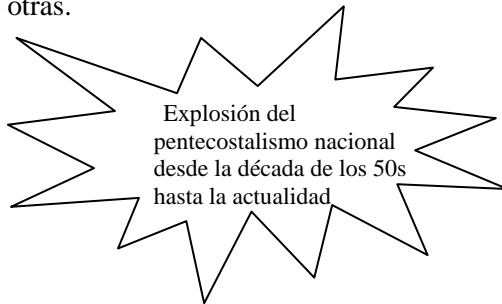 otras.
Explosión del
pentecostalismo nacional
desde la década de los 50s
hasta la actualidad